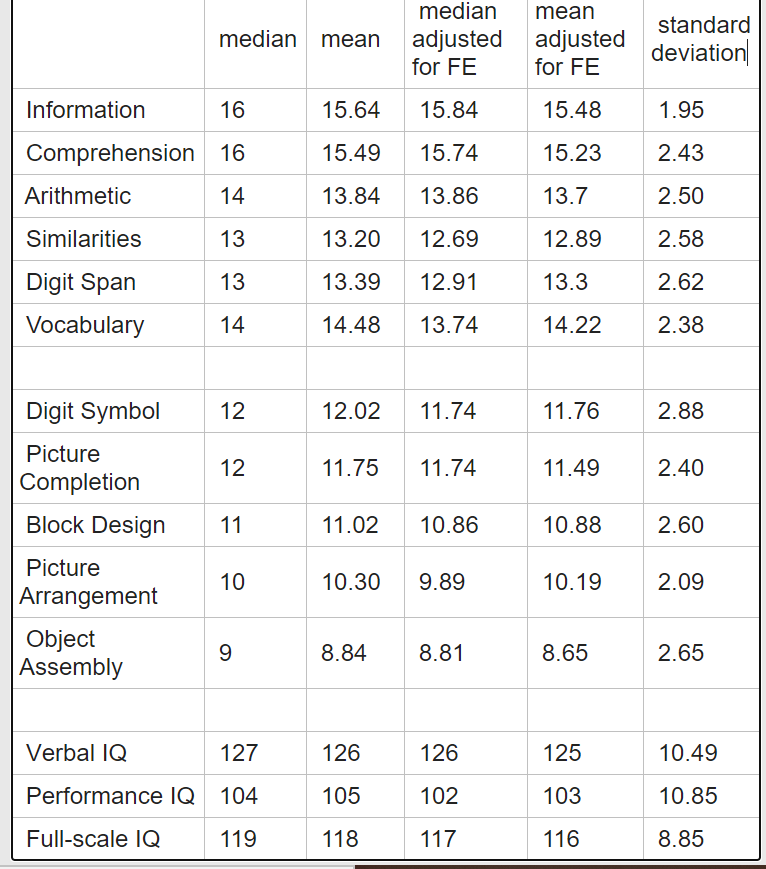 median mean median adjusted for FE mean adjusted for FE standard deviation
Information 16 15.64 15.84 15.48 1.95
Comprehension 16 15.49 15.74 15.23 2.43
Arithmetic 14 13.84 13.86 13.7 2.50
Similarities 13 13.20 12.69 12.89 2.58
Digit Span 13 13.39 12.91 13.3 2.62
Vocabulary 14 14.48 13.74 14.22 2.38
Digit Symbol 12 12.02 11.74 11.76 2.88
Picture Completion 12 11.75 11.74 11.49 2.40
Block Design 11 11.02 10.86 10.88 2.60
Picture Arrangement 10 10.30 9.89 10.19 2.09
Object Assembly 9 8.84 8.81 8.65 2.65
Verbal IQ 127 126 126 125 10.49
Performance IQ 104 105 102 103 10.85
Full-scale IQ 119 118 117 116 8.85